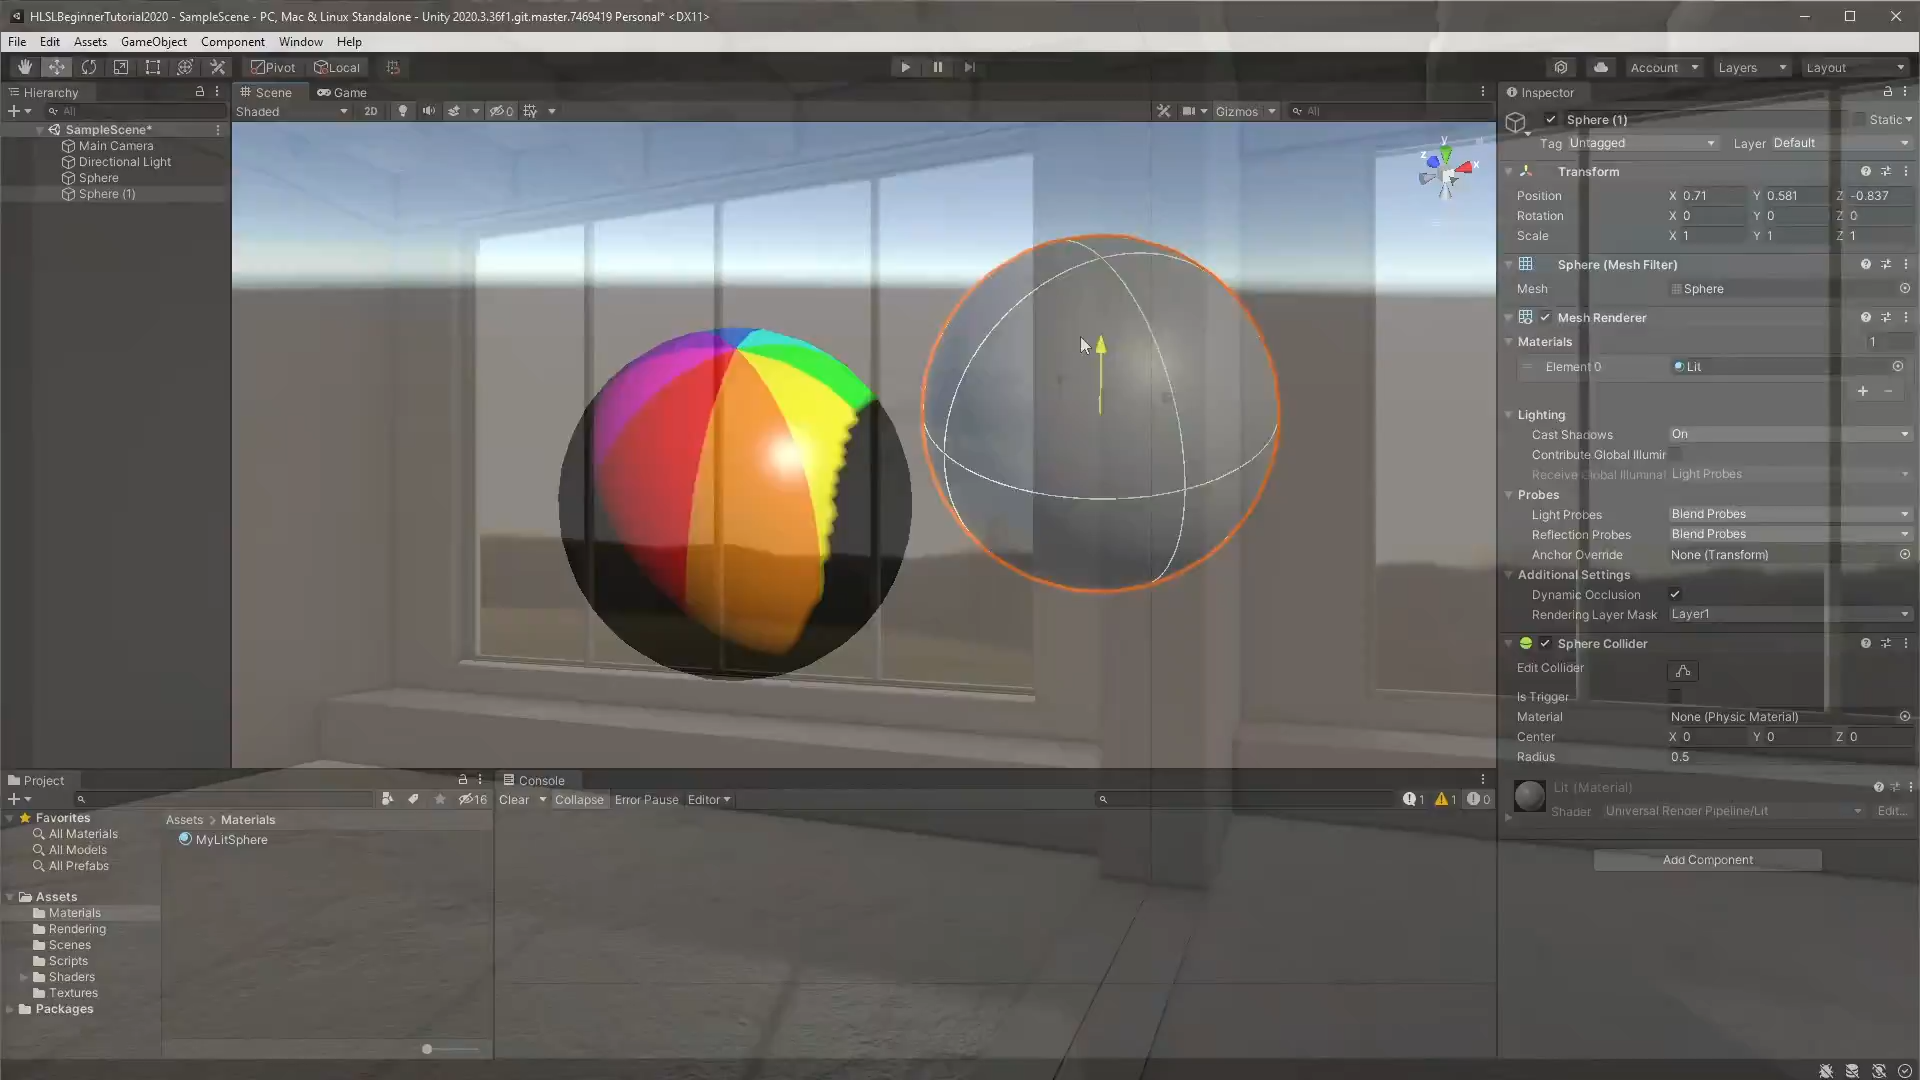 HLSLBeginnerTutorial2020 - SampleScene - PC, Mac & Linux Standalone - Unity 2020.3.36f1.git.master.7469419 Personal* <DX11>
File Edit Assets GameObject Component Window Help
Pivot Local Account Layers Layout
Hierarchy
All
SampleScene*
Main Camera
Directional Light
Sphere
Sphere (1)
Scene Game
Shaded 2D 0 Gizmos All
y
x
z
Inspector
Sphere (1) Static
Tag Untagged Layer Default
Transform
Position X 0.71 Y 0.581 Z -0.837
Rotation X 0 Y 0 Z 0
Scale X 1 Y 1 Z 1
Sphere (Mesh Filter)
Mesh Sphere
Mesh Renderer
Materials 1
Element 0 Lit
Lighting
Cast Shadows On
Contribute Global Illumir
Receive Global Illuminat Light Probes
Probes
Light Probes Blend Probes
Reflection Probes Blend Probes
Anchor Override None (Transform)
Additional Settings
Dynamic Occlusion
Rendering Layer Mask Layer1
Sphere Collider
Edit Collider
Is Trigger
Material None (Physic Material)
Center X 0 Y 0 Z 0
Radius 0.5
Lit (Material)
Shader Universal Render Pipeline/Lit Edit...
Add Component
Project
16
Favorites
All Materials
All Models
All Prefabs
Assets
Materials
Rendering
Scenes
Scripts
Shaders
Textures
Packages
Assets > Materials
MyLitSphere
Console
Clear Collapse Error Pause Editor 1 1 0